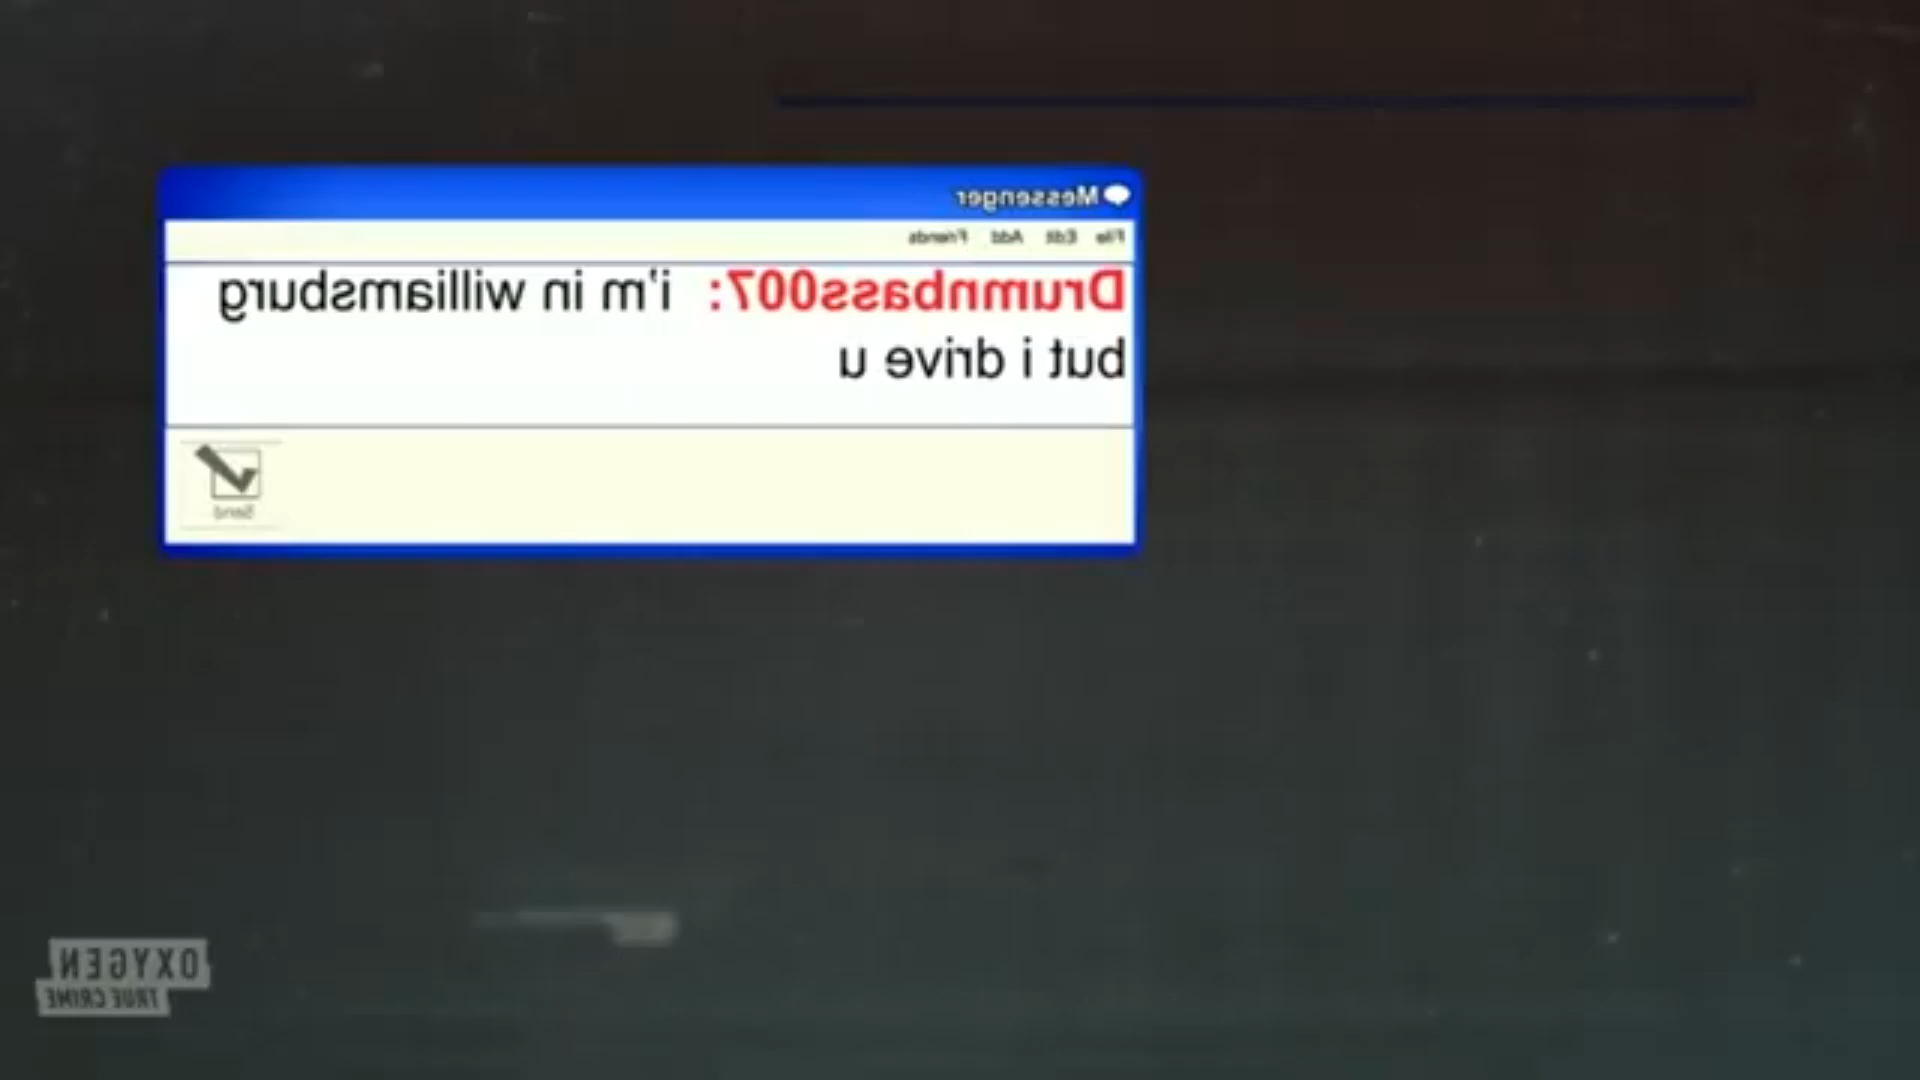 Messenger
File Edit Add Friends
Drumnbass007: i'm in williamsburg
but i drive u
Send
OXYGEN
TRUE CRIME